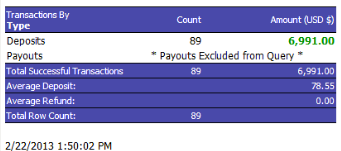 Transactions By
Type Count Amount (USD $)
Deposits 89 6,991.00
Payouts * Payouts Excluded from Query *
Total Successful Transactions 89 6,991.00
Average Deposit: 78.55
Average Refund: 0.00
Total Row Count: 89
2/22/2013 1:50:02 PM